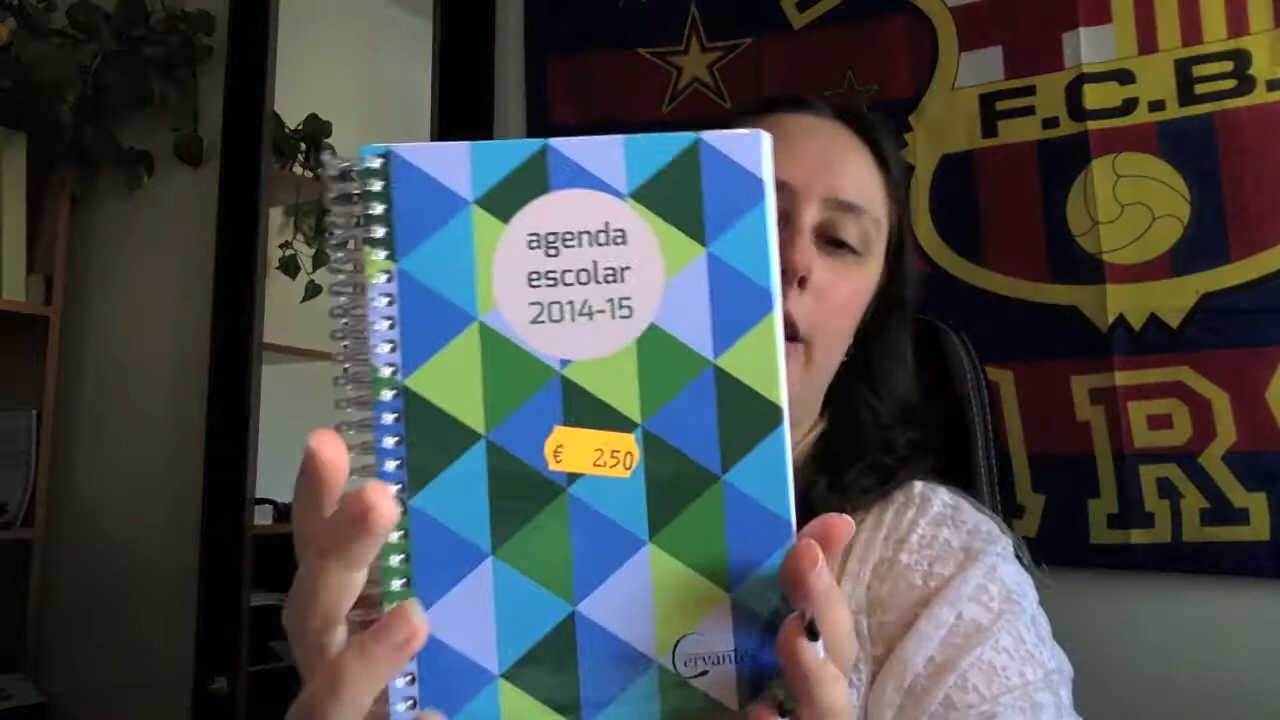 F.C.B.
agenda
escolar
2014-15
€ 2,50
Cervantes